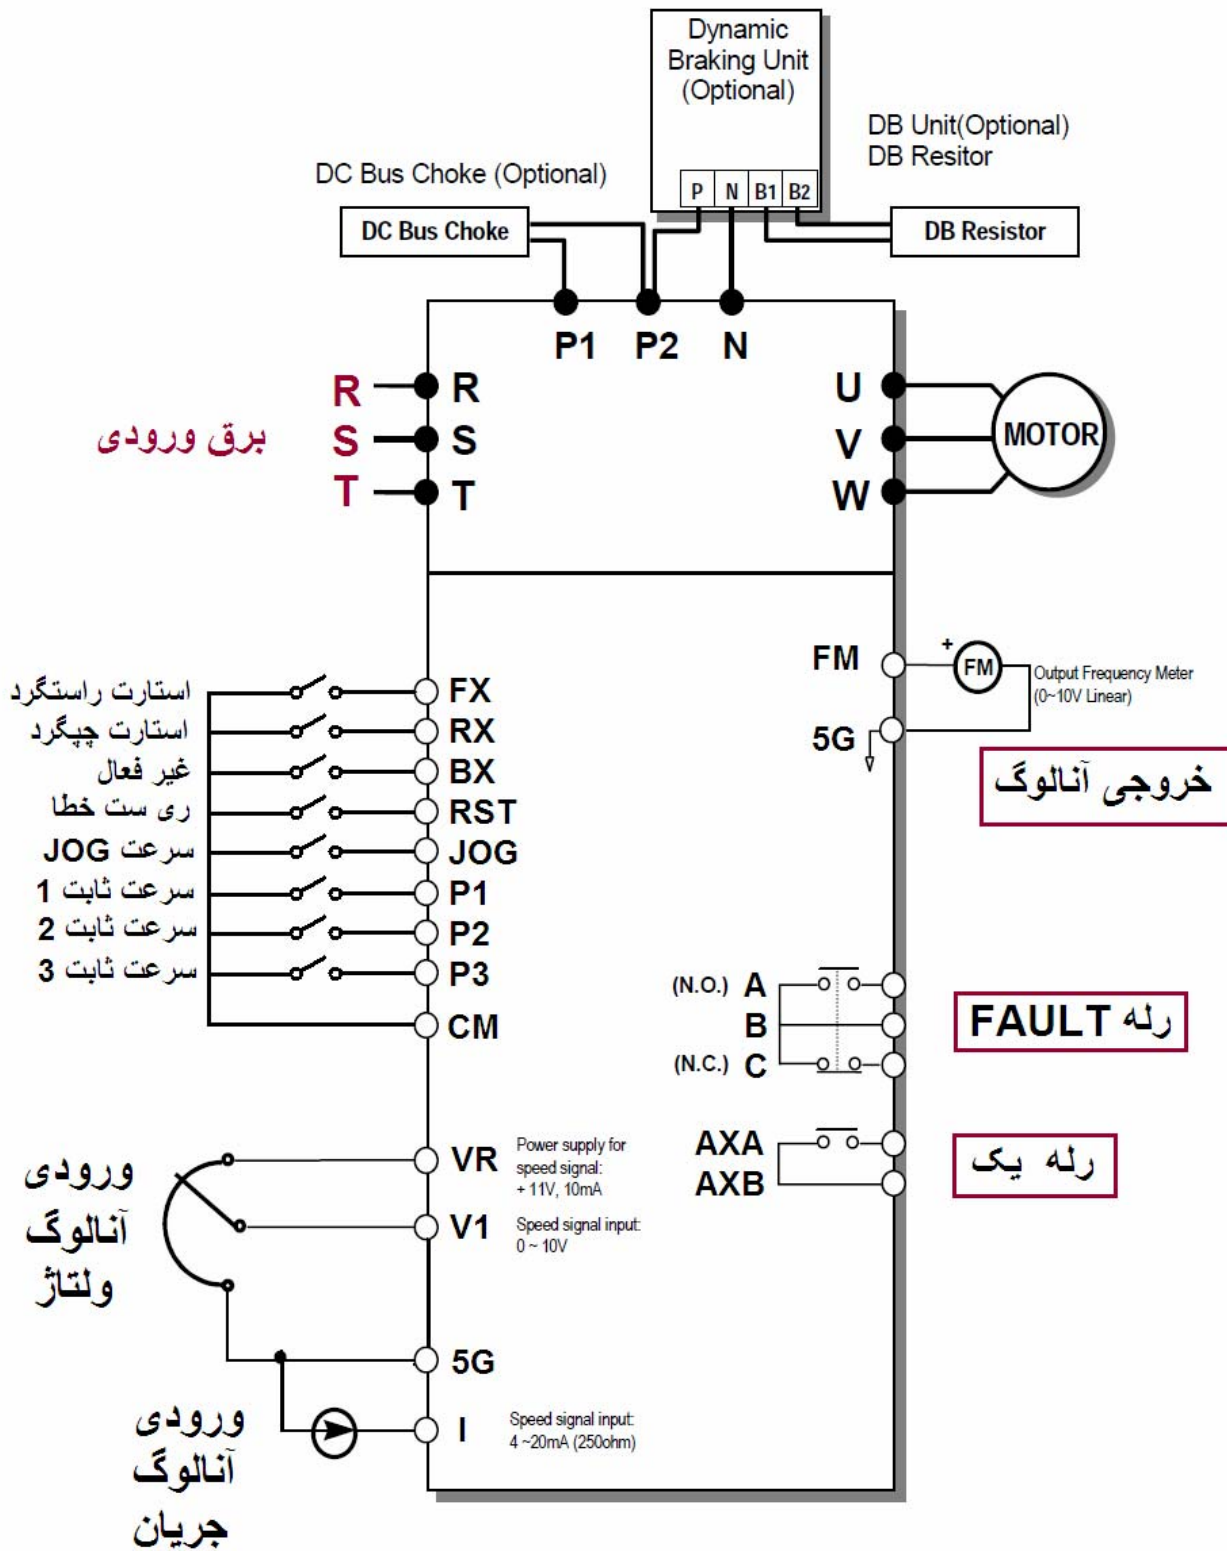 Dynamic
Braking Unit
(Optional)
DB Unit(Optional)
DB Resitor
DC Bus Choke (Optional)
P N B1 B2
DC Bus Choke
DB Resistor
P1 P2 N
R R U
برق ورودی S S V MOTOR
T T W
FM + FM Output Frequency Meter
(0~10V Linear)
5G
خروجی آنالوگ
استارت راستگرد FX
استارت چپگرد RX
غیر فعال BX
ری ست خطا RST
سرعت JOG JOG
سرعت ثابت 1 P1
سرعت ثابت 2 P2
سرعت ثابت 3 P3
CM
(N.O.) A
B رله FAULT
(N.C.) C
AXA
AXB
رله یک
ورودی
آنالوگ
ولتاژ
VR Power supply for
speed signal:
+ 11V, 10mA
V1 Speed signal input:
0 ~ 10V
5G
I Speed signal input:
4 ~20mA (250ohm)
ورودی
آنالوگ
جریان